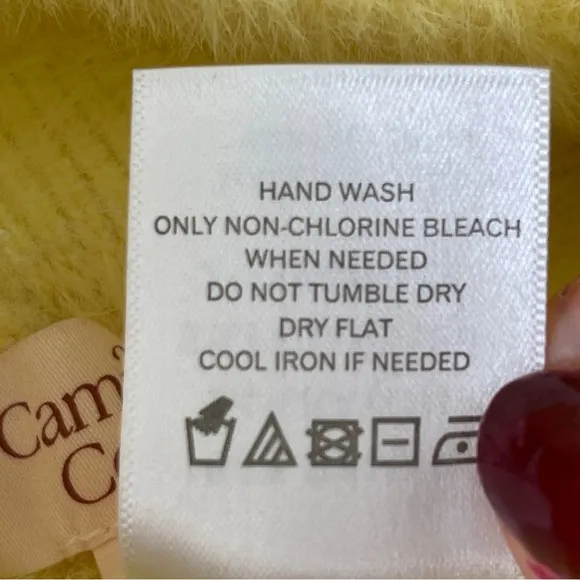 HAND WASH
ONLY NON-CHLORINE BLEACH
WHEN NEEDED
DO NOT TUMBLE DRY
DRY FLAT
COOL IRON IF NEEDED